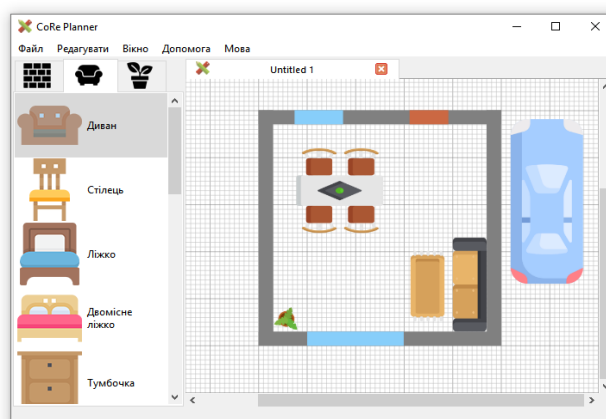 CoRe Planner
Файл Редагувати Вікно Допомога Мова
Untitled 1
Диван
Стілець
Ліжко
Двомісне
ліжко
Тумбочка